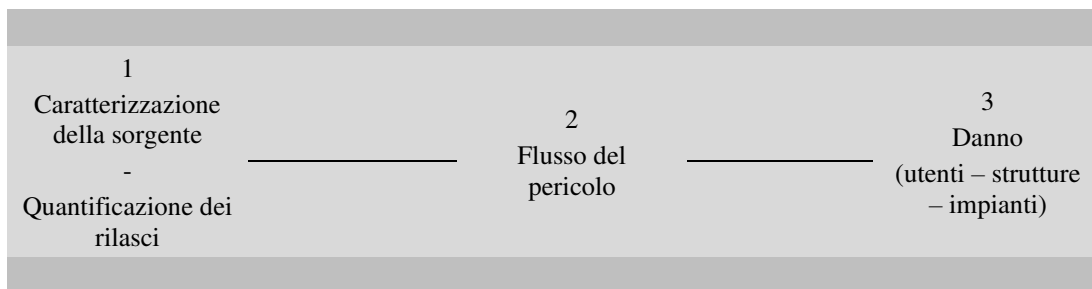 1
Caratterizzazione
della sorgente
-
Quantificazione dei
rilasci
2
Flusso del
pericolo
3
Danno
(utenti – strutture
– impianti)